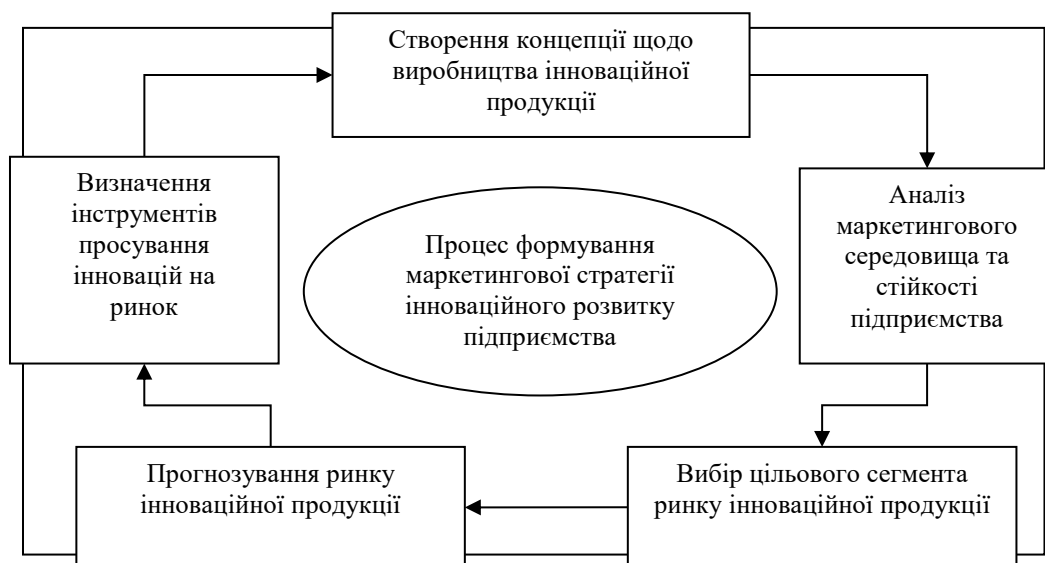 Створення концепції щодо
виробництва інноваційної
продукції
Визначення
інструментів
просування
інновацій на
ринок
Процес формування
маркетингової стратегії
інноваційного розвитку
підприємства
Аналіз
маркетингового
середовища та
стійкості
підприємства
Прогнозування ринку
інноваційної продукції
Вибір цільового сегмента
ринку інноваційної продукції